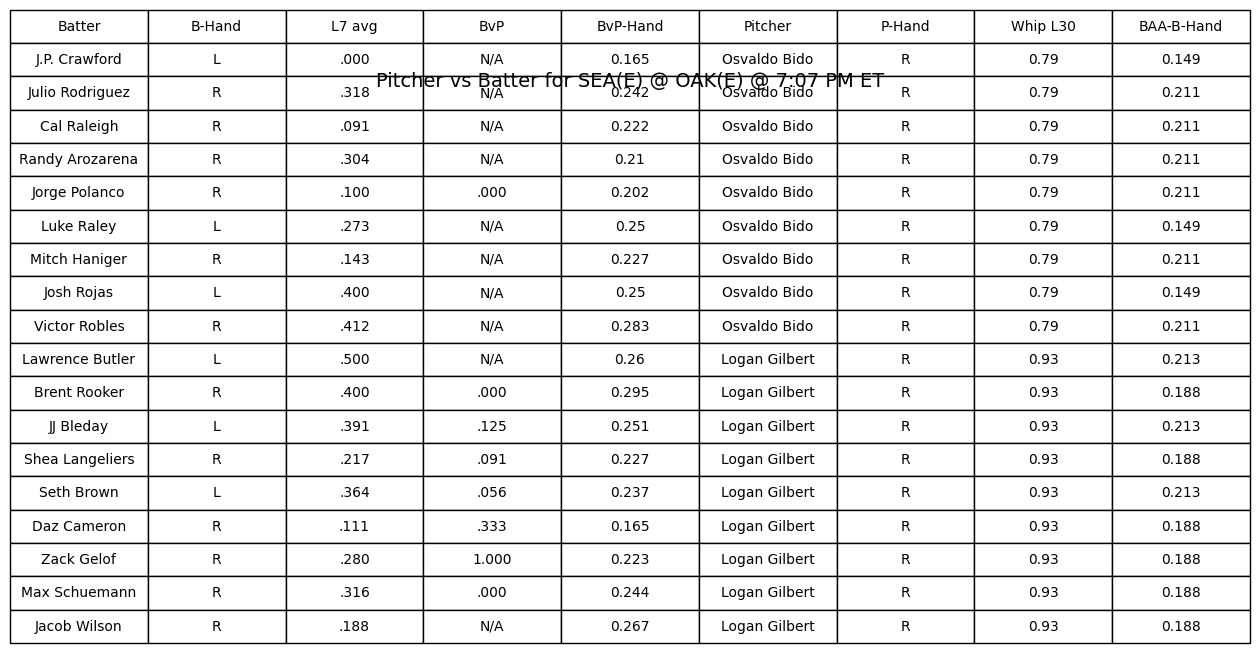 Batter B-Hand L7 avg BvP BvP-Hand Pitcher P-Hand Whip L30 BAA-B-Hand
J.P. Crawford L .000 N/A 0.165 Osvaldo Bido R 0.79 0.149
Pitcher vs Batter for SEA(E) @ OAK(E) @ 7:07 PM ET
Julio Rodriguez R .318 N/A 0.242 Osvaldo Bido R 0.79 0.211
Cal Raleigh R .091 N/A 0.222 Osvaldo Bido R 0.79 0.211
Randy Arozarena R .304 N/A 0.21 Osvaldo Bido R 0.79 0.211
Jorge Polanco R .100 .000 0.202 Osvaldo Bido R 0.79 0.211
Luke Raley L .273 N/A 0.25 Osvaldo Bido R 0.79 0.149
Mitch Haniger R .143 N/A 0.227 Osvaldo Bido R 0.79 0.211
Josh Rojas L .400 N/A 0.25 Osvaldo Bido R 0.79 0.149
Victor Robles R .412 N/A 0.283 Osvaldo Bido R 0.79 0.211
Lawrence Butler L .500 N/A 0.26 Logan Gilbert R 0.93 0.213
Brent Rooker R .400 .000 0.295 Logan Gilbert R 0.93 0.188
JJ Bleday L .391 .125 0.251 Logan Gilbert R 0.93 0.213
Shea Langeliers R .217 .091 0.227 Logan Gilbert R 0.93 0.188
Seth Brown L .364 .056 0.237 Logan Gilbert R 0.93 0.213
Daz Cameron R .111 .333 0.165 Logan Gilbert R 0.93 0.188
Zack Gelof R .280 1.000 0.223 Logan Gilbert R 0.93 0.188
Max Schuemann R .316 .000 0.244 Logan Gilbert R 0.93 0.188
Jacob Wilson R .188 N/A 0.267 Logan Gilbert R 0.93 0.188